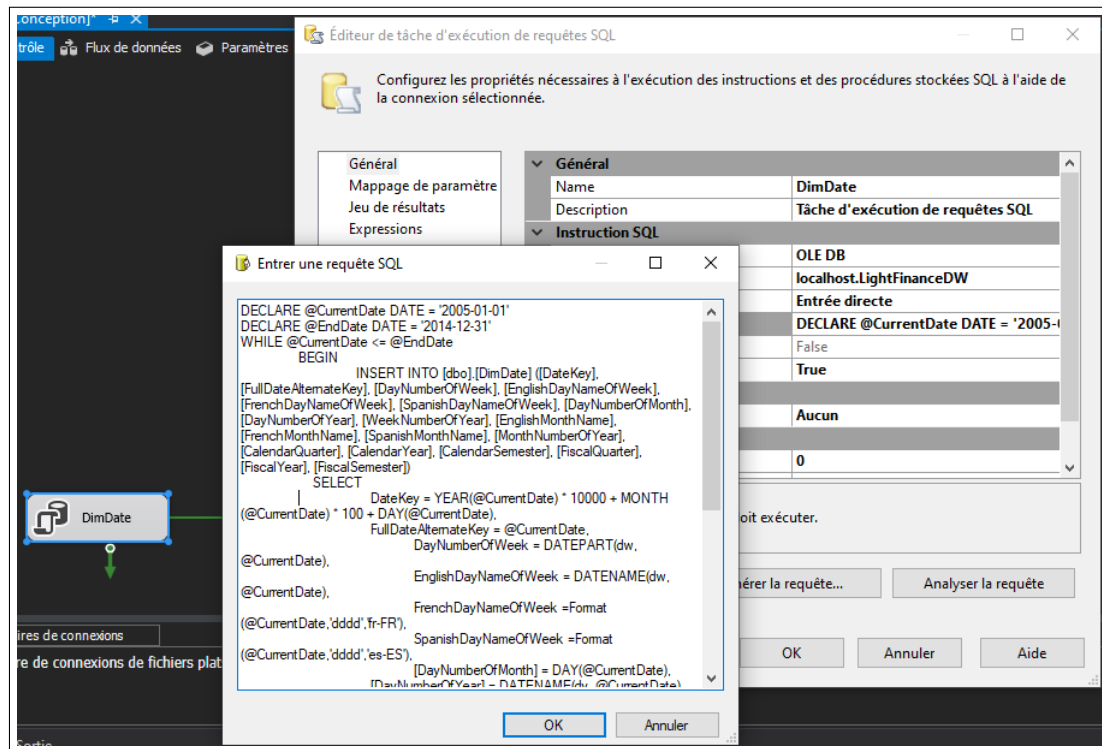 Conception]*
trôle Flux de données Paramètres
Éditeur de tâche d'exécution de requêtes SQL
Configurez les propriétés nécessaires à l'exécution des instructions et des procédures stockées SQL à l'aide de
la connexion sélectionnée.
Général
Mappage de paramètre
Jeu de résultats
Expressions
Général
Name DimDate
Description Tâche d'exécution de requêtes SQL
Instruction SQL
OLE DB
localhost.LightFinanceDW
Entrée directe
DECLARE @CurrentDate DATE = '2005-
False
True
Aucun
0
oit exécuter.
érer la requête... Analyser la requête
OK Annuler Aide
Entrer une requête SQL
DECLARE @CurrentDate DATE = '2005-01-01'
DECLARE @EndDate DATE = '2014-12-31'
WHILE @CurrentDate <= @EndDate
BEGIN
INSERT INTO [dbo].[DimDate] ([DateKey],
[FullDateAlternateKey], [DayNumberOfWeek], [EnglishDayNameOfWeek],
[FrenchDayNameOfWeek], [SpanishDayNameOfWeek], [DayNumberOfMonth],
[DayNumberOfYear], [WeekNumberOfYear], [EnglishMonthName],
[FrenchMonthName], [SpanishMonthName], [MonthNumberOfYear],
[CalendarQuarter], [CalendarYear], [CalendarSemester], [FiscalQuarter],
[FiscalYear], [FiscalSemester])
SELECT
DateKey = YEAR(@CurrentDate) * 10000 + MONTH
(@CurrentDate) * 100 + DAY(@CurrentDate),
FullDateAlternateKey = @CurrentDate,
DayNumberOfWeek = DATEPART(dw,
@CurrentDate),
EnglishDayNameOfWeek = DATENAME(dw,
@CurrentDate),
FrenchDayNameOfWeek =Format
(@CurrentDate,'dddd','fr-FR'),
SpanishDayNameOfWeek =Format
(@CurrentDate,'dddd','es-ES'),
[DayNumberOfMonth] = DAY(@CurrentDate),
[DayNumberOfYear] = DATENAME(dy, @CurrentDate)
OK Annuler
DimDate
ires de connexions
re de connexions de fichiers plat
Sortie